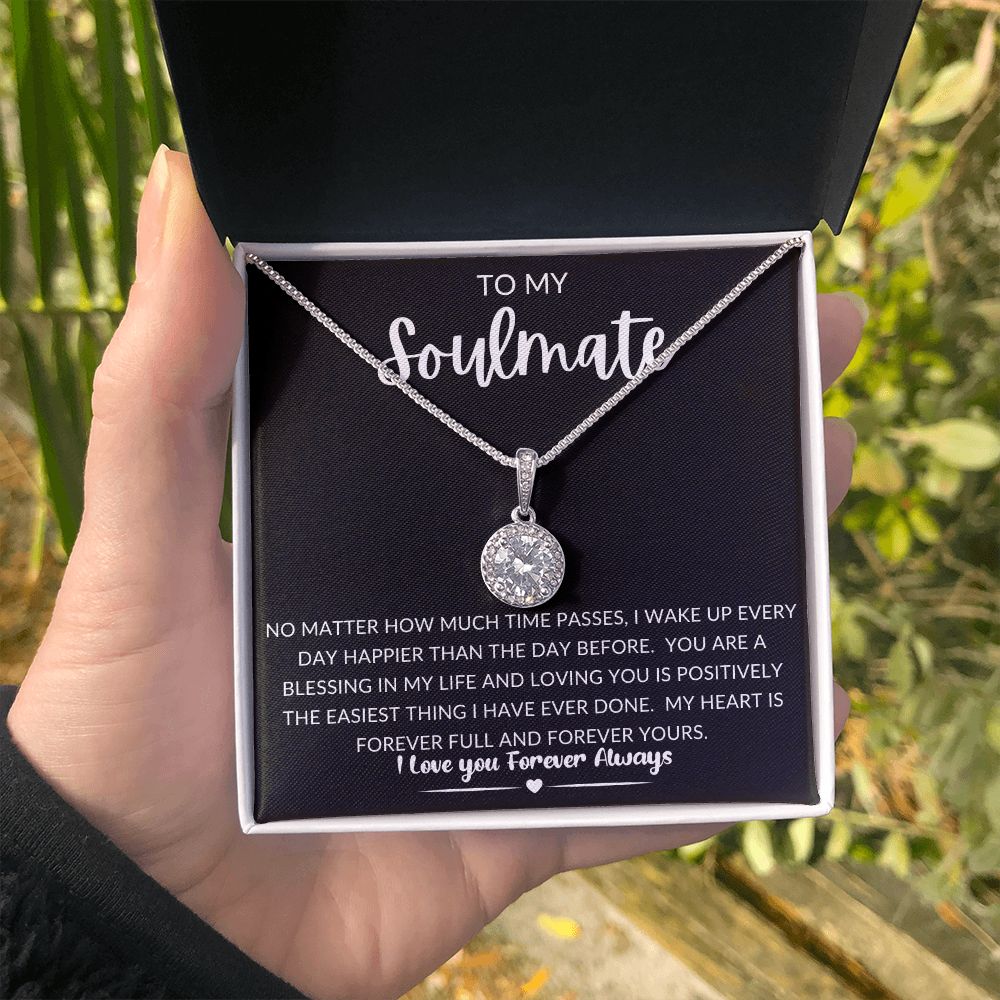 TO MY
Soulmate
NO MATTER HOW MUCH TIME PASSES, I WAKE UP EVERY
DAY HAPPIER THAN THE DAY BEFORE. YOU ARE A
BLESSING IN MY LIFE AND LOVING YOU IS POSITIVELY
THE EASIEST THING I HAVE EVER DONE. MY HEART IS
FOREVER FULL AND FOREVER YOURS.
I Love you Forever Always